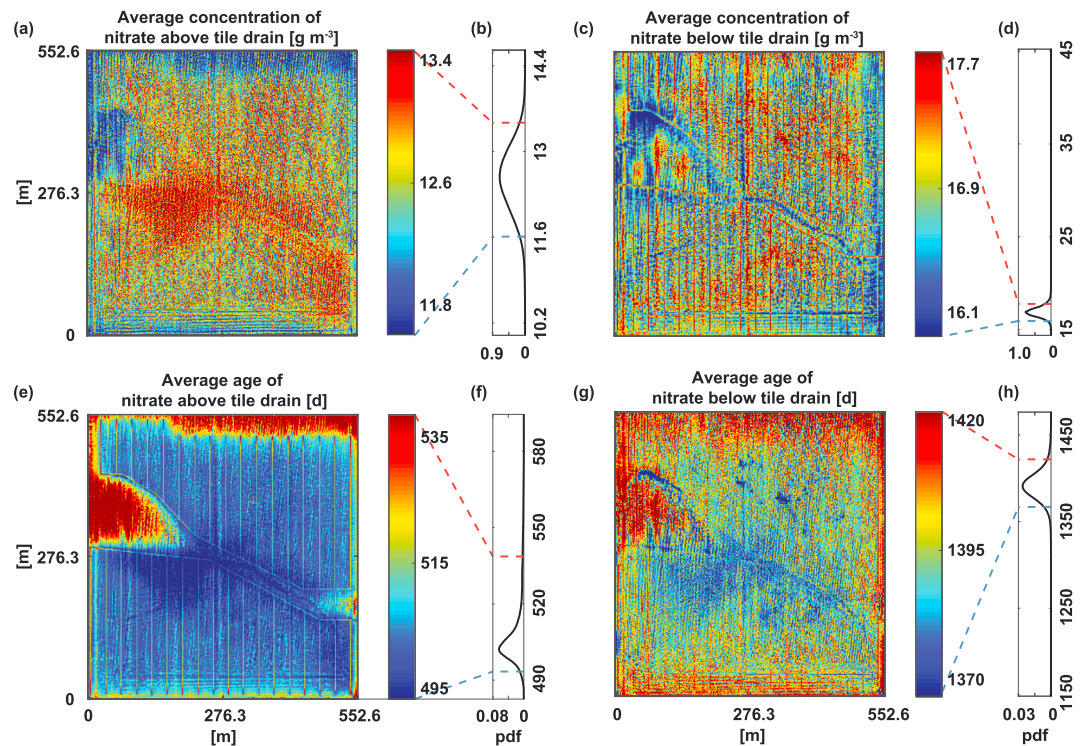 (a)
Average concentration of
nitrate above tile drain [g m⁻³]
(b)
(c)
Average concentration of
nitrate below tile drain [g m⁻³]
(d)
552.6
276.3
0
[m]
13.4
12.6
11.8
14.4
13
11.6
10.2
0.9 0
17.7
16.9
16.1
45
35
25
15
1.0 0
(e)
Average age of
nitrate above tile drain [d]
(f)
(g)
Average age of
nitrate below tile drain [d]
(h)
552.6
276.3
0
[m]
0 276.3 552.6
[m]
535
515
495
580
550
520
490
0.08 0
pdf
0 276.3 552.6
[m]
1420
1395
1370
1450
1350
1250
1150
0.03 0
pdf